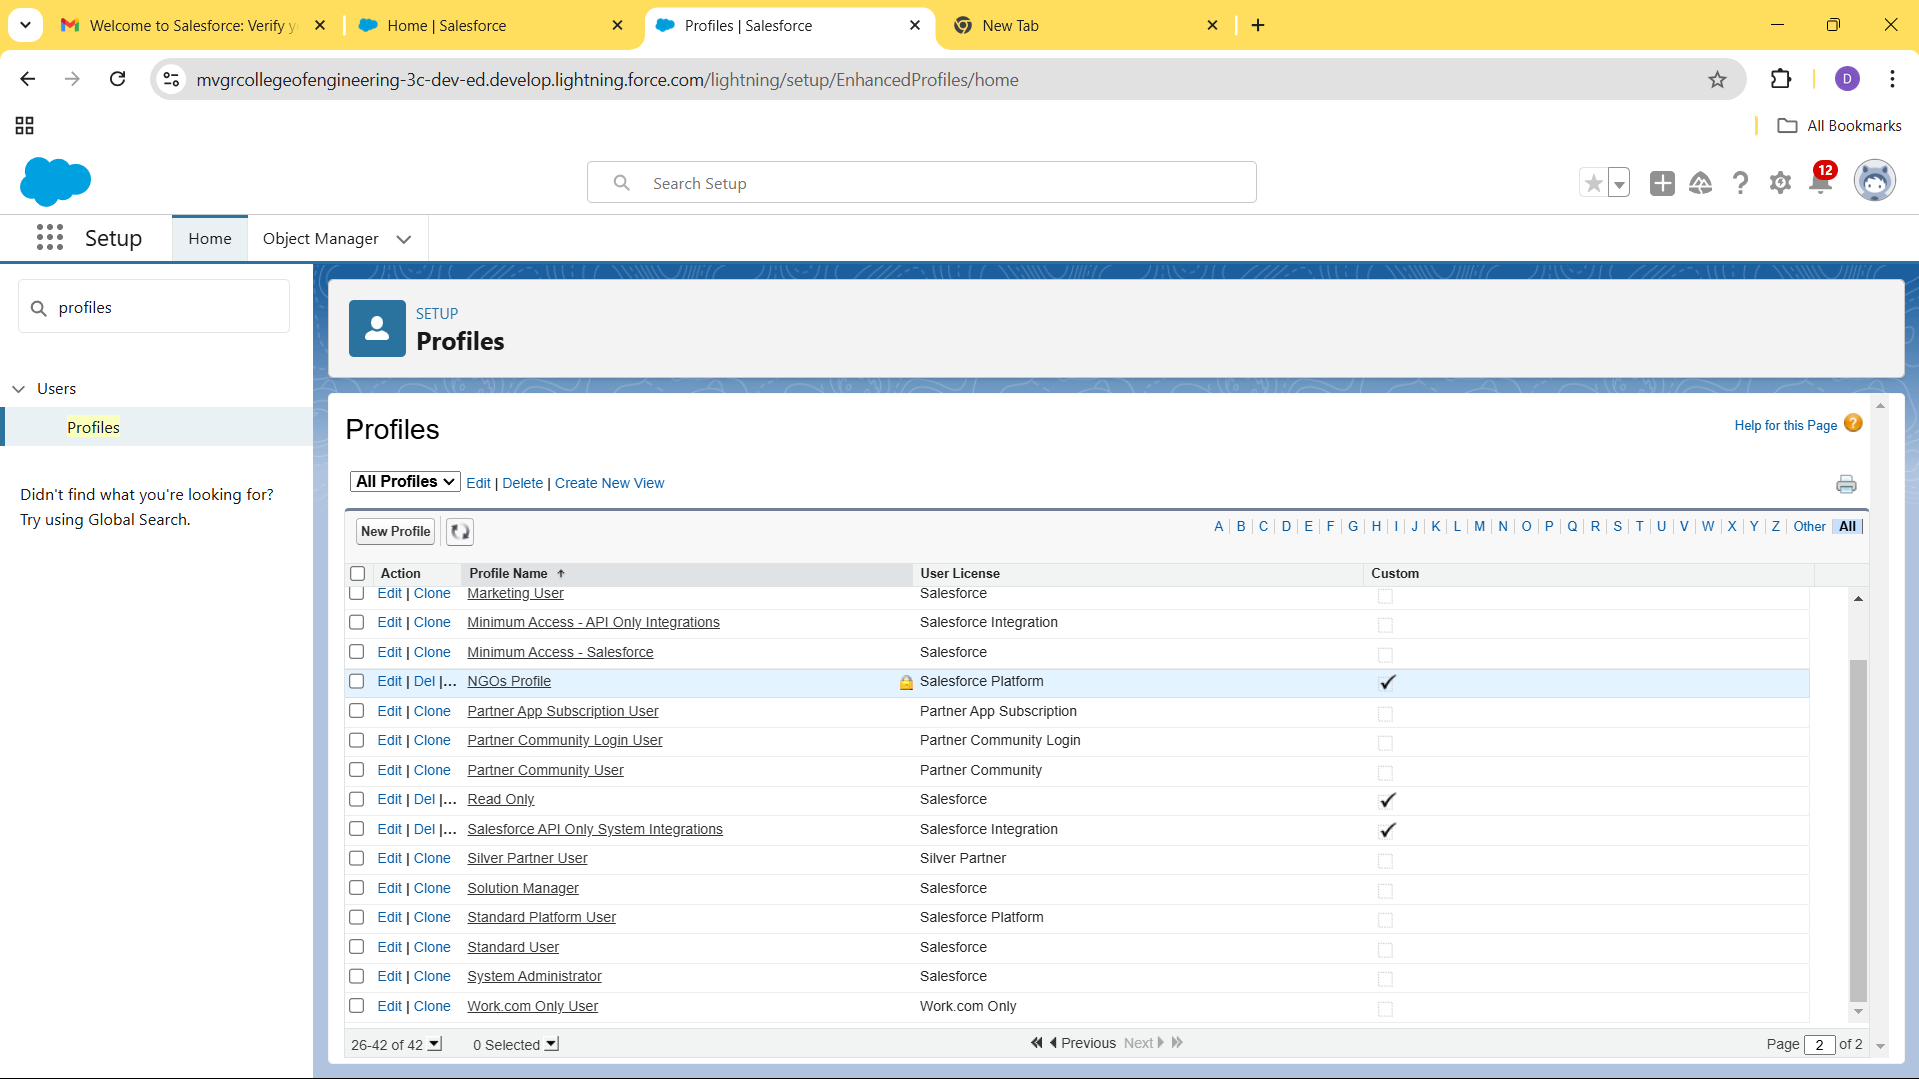 Welcome to Salesforce: Verify y
Home | Salesforce
Profiles | Salesforce
New Tab
mvgrcollegeofengineering-3c-dev-ed.develop.lightning.force.com/lightning/setup/EnhancedProfiles/home
D
All Bookmarks
Search Setup
12
Setup
Home
Object Manager
profiles
Users
Profiles
Didn't find what you're looking for?
Try using Global Search.
SETUP
Profiles
Profiles
Help for this Page ?
All Profiles Edit | Delete | Create New View
New Profile
A | B | C | D | E | F | G | H | I | J | K | L | M | N | O | P | Q | R | S | T | U | V | W | X | Y | Z | Other | All
Action Profile Name User License Custom
Edit | Clone Marketing User Salesforce
Edit | Clone Minimum Access - API Only Integrations Salesforce Integration
Edit | Clone Minimum Access - Salesforce Salesforce
Edit | Del |... NGOs Profile Salesforce Platform
Edit | Clone Partner App Subscription User Partner App Subscription
Edit | Clone Partner Community Login User Partner Community Login
Edit | Clone Partner Community User Partner Community
Edit | Del |... Read Only Salesforce
Edit | Del |... Salesforce API Only System Integrations Salesforce Integration
Edit | Clone Silver Partner User Silver Partner
Edit | Clone Solution Manager Salesforce
Edit | Clone Standard Platform User Salesforce Platform
Edit | Clone Standard User Salesforce
Edit | Clone System Administrator Salesforce
Edit | Clone Work.com Only User Work.com Only
26-42 of 42 0 Selected Previous Next Page 2 of 2